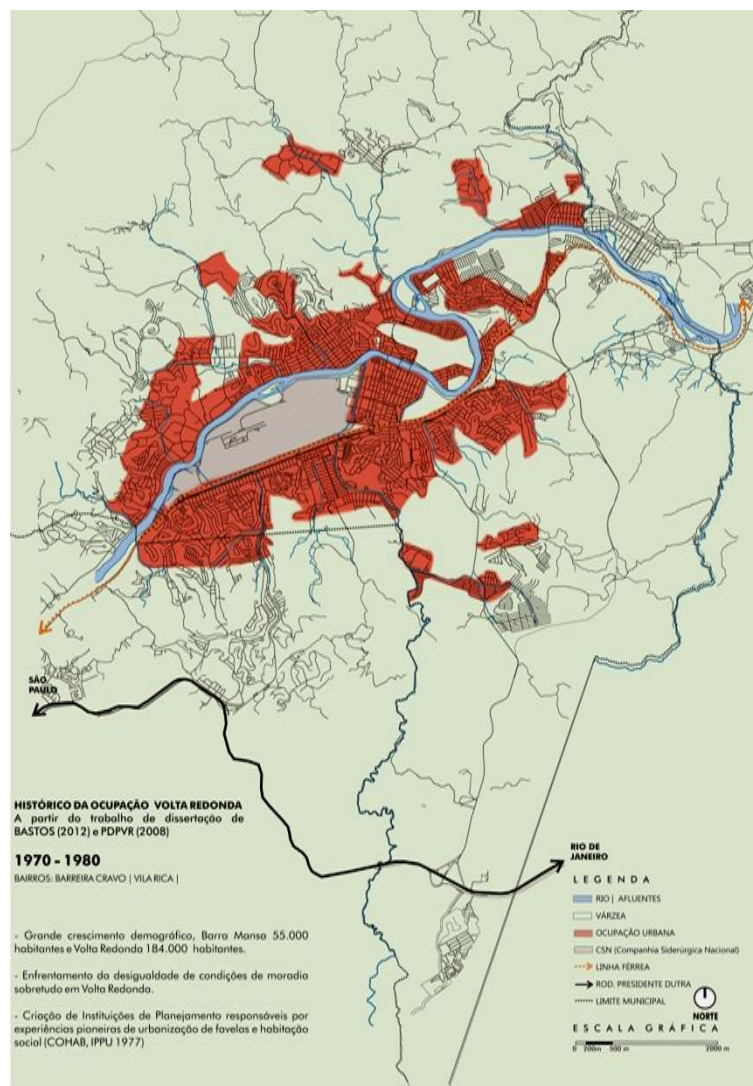 SÃO
PAULO
HISTÓRICO DA OCUPAÇÃO VOLTA REDONDA
A partir do trabalho de dissertação de
BASTOS (2012) e PDPVR (2008)
1970 - 1980
BAIRROS: BARREIRA CRAVO | VILA RICA |
- Grande crescimento demográfico, Barra Mansa 55.000
habitantes e Volta Redonda 184.000 habitantes.
- Enfrentamento da desigualdade de condições de moradia
sobretudo em Volta Redonda.
- Criação de Instituições de Planejamento responsáveis por
experiências pioneiras de urbanização de favelas e habitação
social (COHAB, IPPU 1977)
RIO DE
JANEIRO
LEGENDA
RIO | AFLUENTES
VÁRZEA
OCUPAÇÃO URBANA
CSN (Companhia Siderúrgica Nacional)
LINHA FÉRREA
ROD. PRESIDENTE DUTRA
LIMITE MUNICIPAL
NORTE
ESCALA GRÁFICA
0 200m 500 m 2000 m